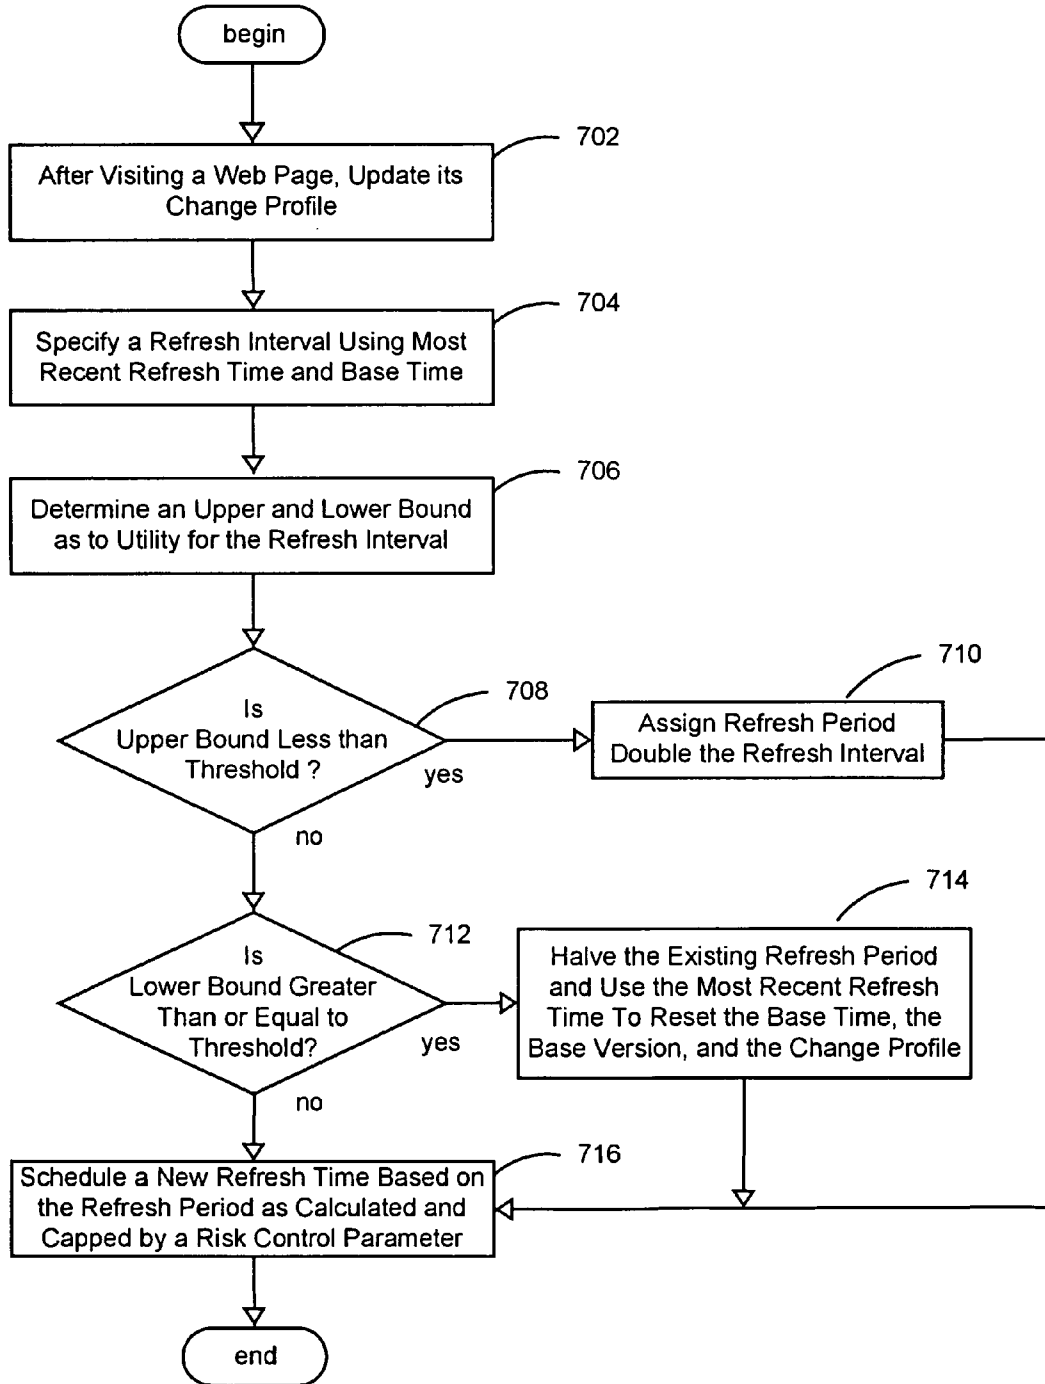 begin
702
After Visiting a Web Page, Update its
Change Profile
704
Specify a Refresh Interval Using Most
Recent Refresh Time and Base Time
706
Determine an Upper and Lower Bound
as to Utility for the Refresh Interval
708
Is
Upper Bound Less than
Threshold ?
yes
no
710
Assign Refresh Period
Double the Refresh Interval
712
Is
Lower Bound Greater
Than or Equal to
Threshold?
yes
no
714
Halve the Existing Refresh Period
and Use the Most Recent Refresh
Time To Reset the Base Time, the
Base Version, and the Change Profile
716
Schedule a New Refresh Time Based on
the Refresh Period as Calculated and
Capped by a Risk Control Parameter
end